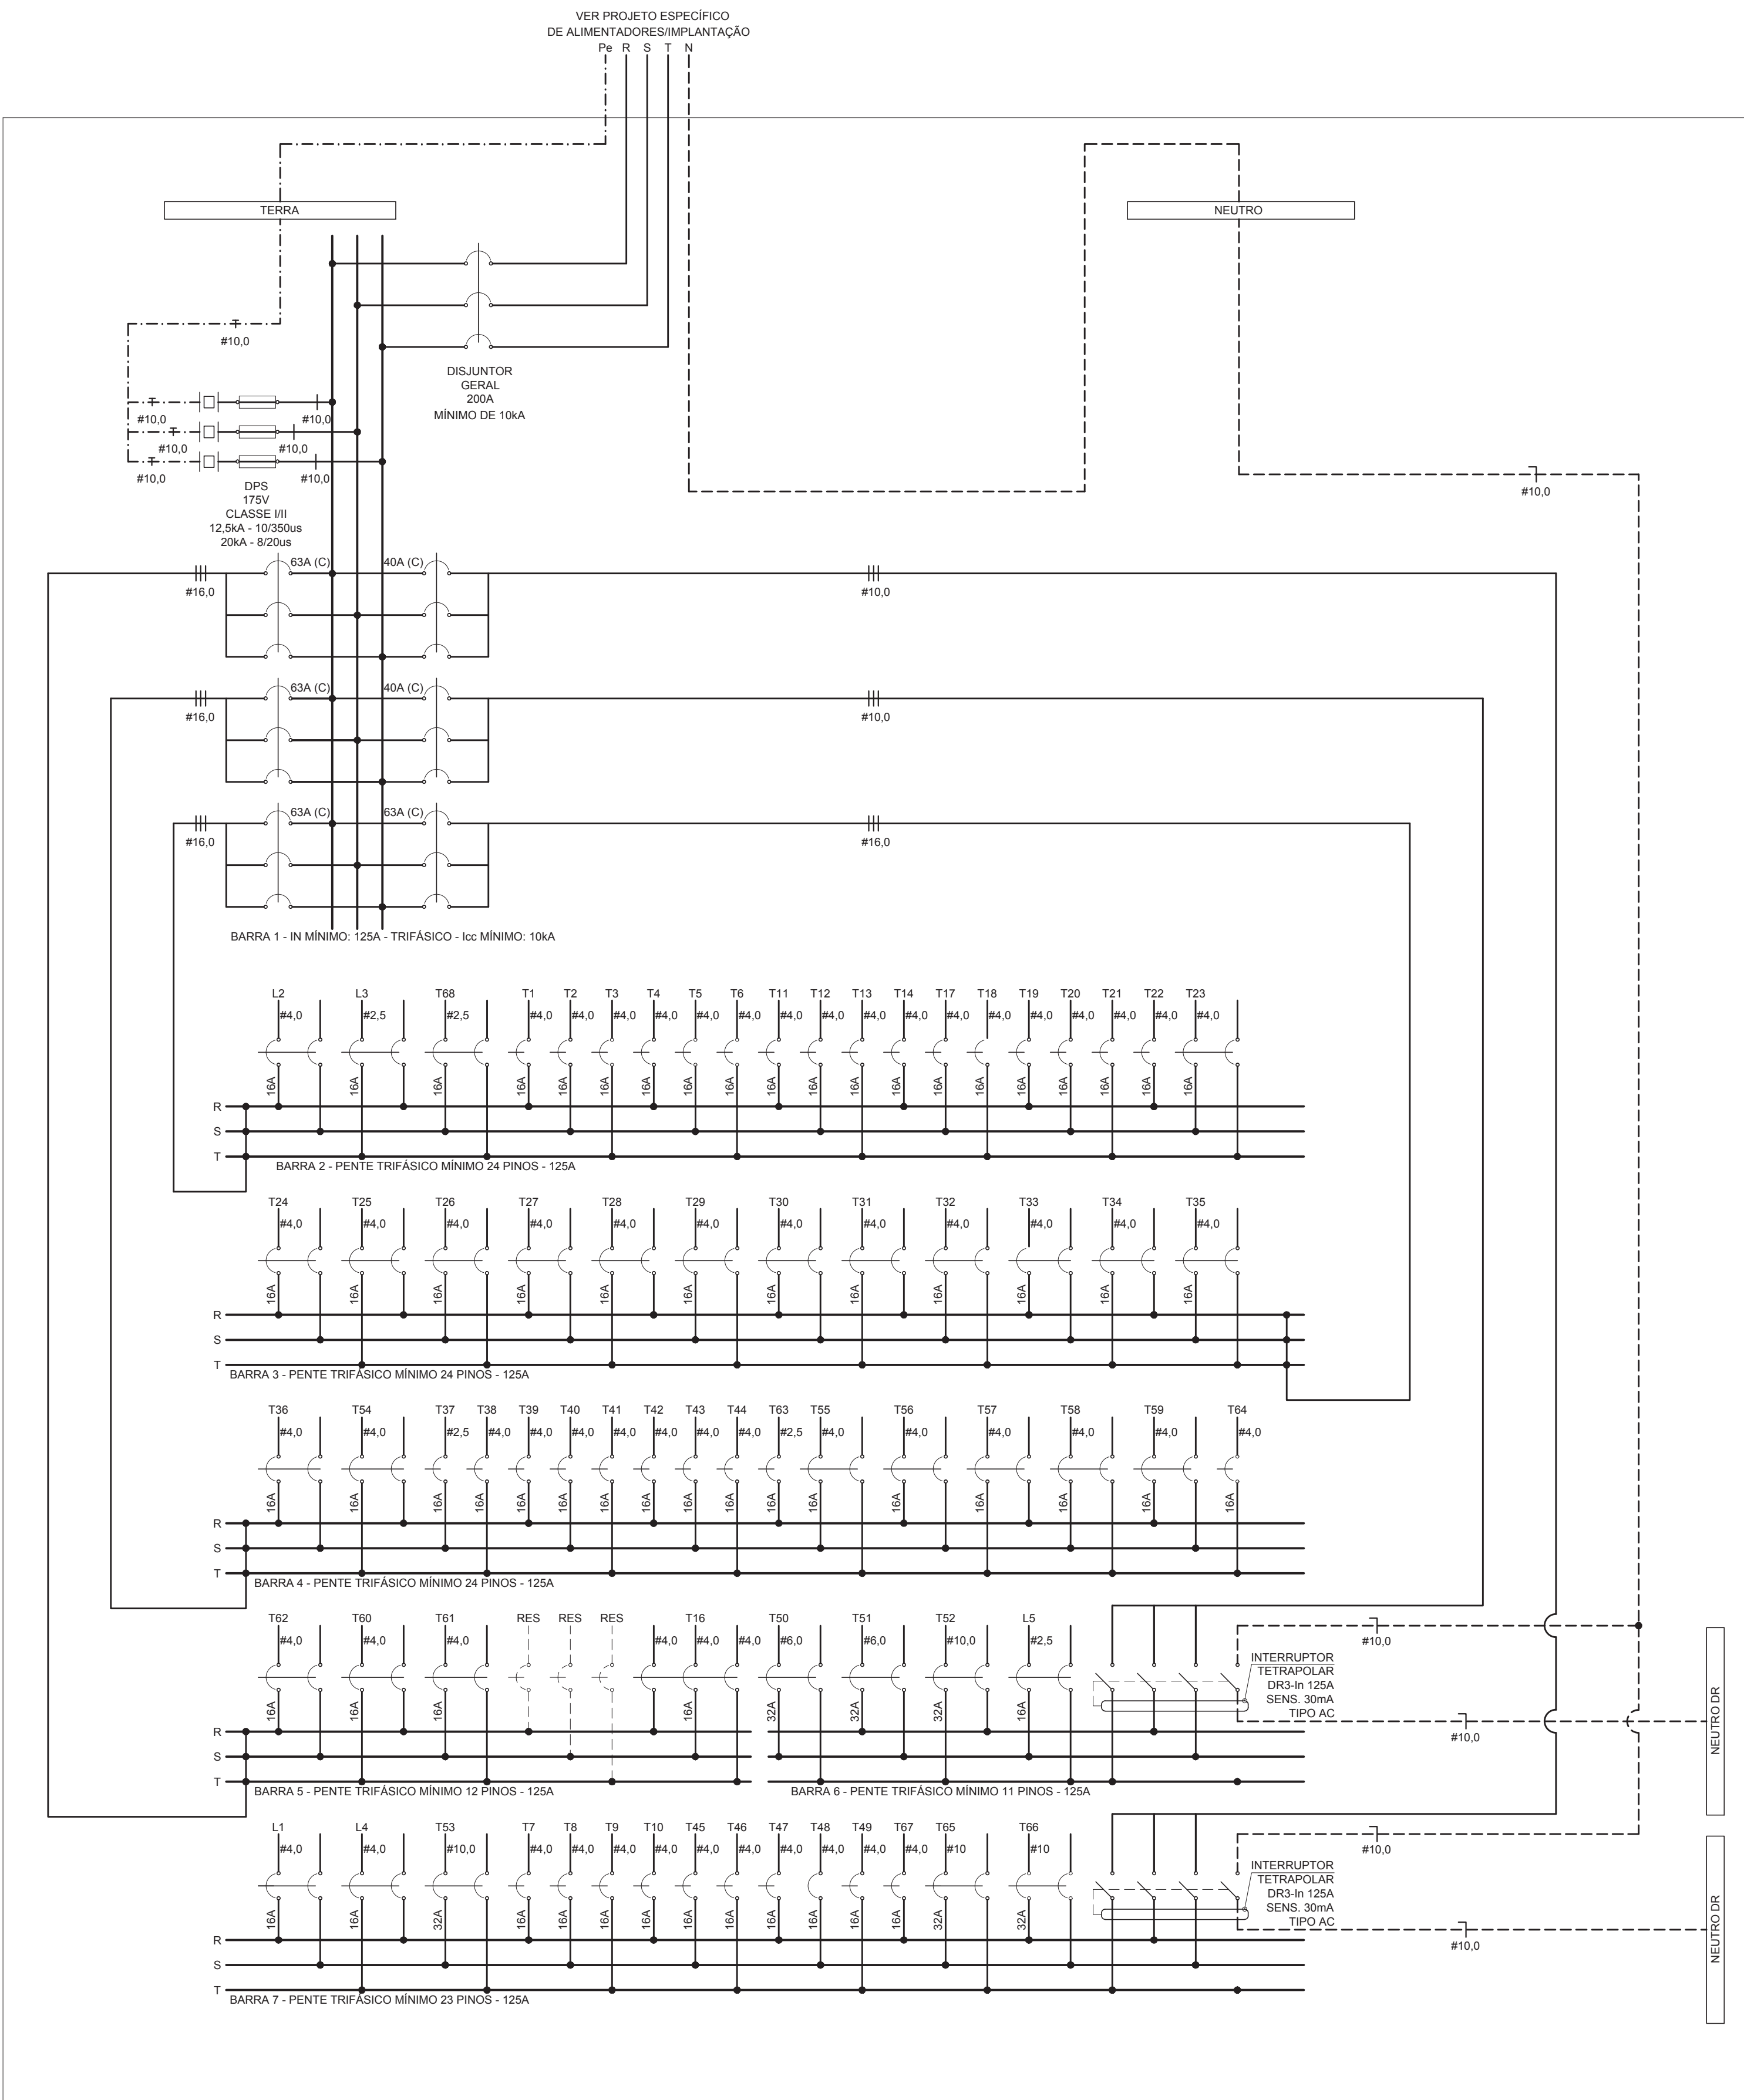 VER PROJETO ESPECÍFICO
DE ALIMENTADORES/IMPLANTAÇÃO
Pe R S T N
TERRA
NEUTRO
#10,0
DISJUNTOR
GERAL
200A
MÍNIMO DE 10kA
#10,0 #10,0
#10,0 #10,0
#10,0 #10,0
#10,0
DPS
175V
CLASSE I/II
12,5kA - 10/350us
20kA - 8/20us
63A (C) 40A (C)
#16,0 #10,0
63A (C) 40A (C)
#16,0 #10,0
63A (C) 63A (C)
#16,0 #16,0
BARRA 1 - IN MÍNIMO: 125A - TRIFÁSICO - Icc MÍNIMO: 10kA
L2 L3 T68 T1 T2 T3 T4 T5 T6 T11 T12 T13 T14 T17 T18 T19 T20 T21 T22 T23
#4,0 #2,5 #2,5 #4,0 #4,0 #4,0 #4,0 #4,0 #4,0 #4,0 #4,0 #4,0 #4,0 #4,0 #4,0 #4,0 #4,0 #4,0 #4,0 #4,0
16A 16A 16A 16A 16A 16A 16A 16A 16A 16A 16A 16A 16A 16A 16A 16A 16A 16A 16A 16A
R
S
T
BARRA 2 - PENTE TRIFÁSICO MÍNIMO 24 PINOS - 125A
T24 T25 T26 T27 T28 T29 T30 T31 T32 T33 T34 T35
#4,0 #4,0 #4,0 #4,0 #4,0 #4,0 #4,0 #4,0 #4,0 #4,0 #4,0 #4,0
16A 16A 16A 16A 16A 16A 16A 16A 16A 16A 16A 16A
R
S
T
BARRA 3 - PENTE TRIFÁSICO MÍNIMO 24 PINOS - 125A
T36 T54 T37 T38 T39 T40 T41 T42 T43 T44 T63 T55 T56 T57 T58 T59 T64
#4,0 #4,0 #2,5 #4,0 #4,0 #4,0 #4,0 #4,0 #4,0 #4,0 #2,5 #4,0 #4,0 #4,0 #4,0 #4,0 #4,0
16A 16A 16A 16A 16A 16A 16A 16A 16A 16A 16A 16A 16A 16A 16A 16A 16A
R
S
T
BARRA 4 - PENTE TRIFÁSICO MÍNIMO 24 PINOS - 125A
T62 T60 T61 RES RES RES T16 T50 T51 T52 L5
#4,0 #4,0 #4,0 #4,0 #4,0 #4,0 #6,0 #6,0 #10,0 #2,5
#10,0
INTERRUPTOR
TETRAPOLAR
DR3-In 125A
SENS. 30mA
TIPO AC
16A 16A 16A 16A 32A 32A 32A 16A
#10,0
NEUTRO DR
R
S
T
BARRA 5 - PENTE TRIFÁSICO MÍNIMO 12 PINOS - 125A
BARRA 6 - PENTE TRIFÁSICO MÍNIMO 11 PINOS - 125A
L1 L4 T53 T7 T8 T9 T10 T45 T46 T47 T48 T49 T67 T65 T66
#4,0 #4,0 #10,0 #4,0 #4,0 #4,0 #4,0 #4,0 #4,0 #4,0 #4,0 #4,0 #4,0 #10 #10
#10,0
INTERRUPTOR
TETRAPOLAR
DR3-In 125A
SENS. 30mA
TIPO AC
16A 16A 32A 16A 16A 16A 16A 16A 16A 16A 16A 16A 16A 32A 32A
#10,0
NEUTRO DR
R
S
T
BARRA 7 - PENTE TRIFÁSICO MÍNIMO 23 PINOS - 125A